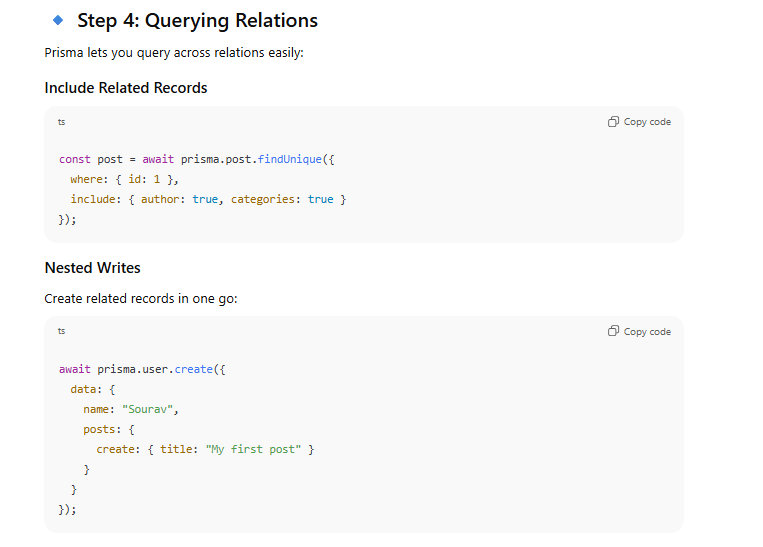 Step 4: Querying Relations
Prisma lets you query across relations easily:
Include Related Records
ts
Copy code
const post = await prisma.post.findUnique({
  where: { id: 1 },
  include: { author: true, categories: true }
});
Nested Writes
Create related records in one go:
ts
Copy code
await prisma.user.create({
  data: {
    name: "Sourav",
    posts: {
      create: { title: "My first post" }
    }
  }
});